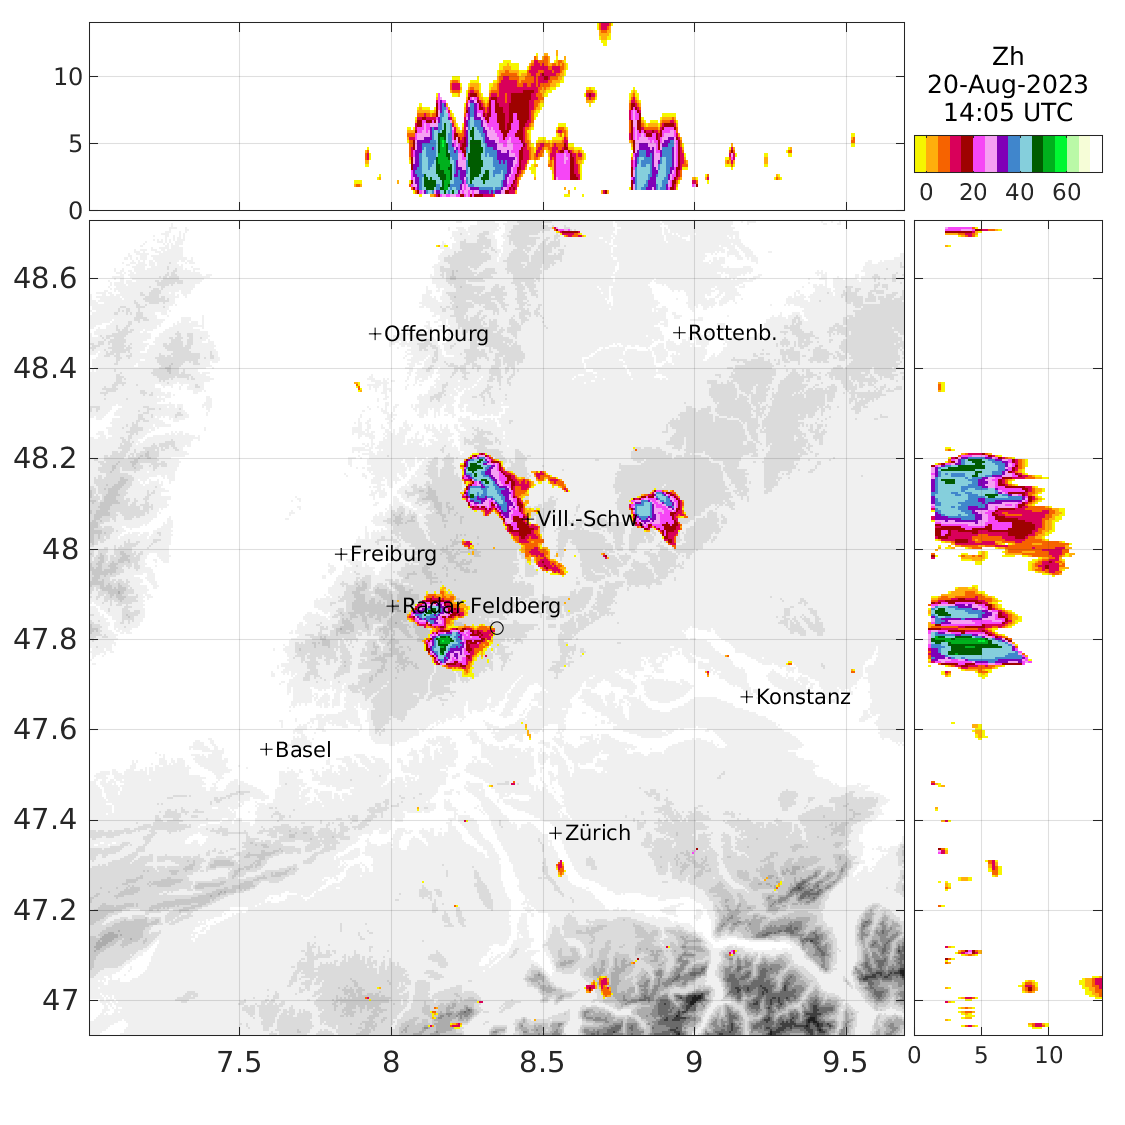 10
5
0
Zh
20-Aug-2023
14:05 UTC
0 20 40 60
48.6
48.4
48.2
48
47.8
47.6
47.4
47.2
47
Offenburg
Rottenb.
Vill.-Schw.
Freiburg
Radar Feldberg
Konstanz
Basel
Zürich
7.5 8 8.5 9 9.5
0 5 10